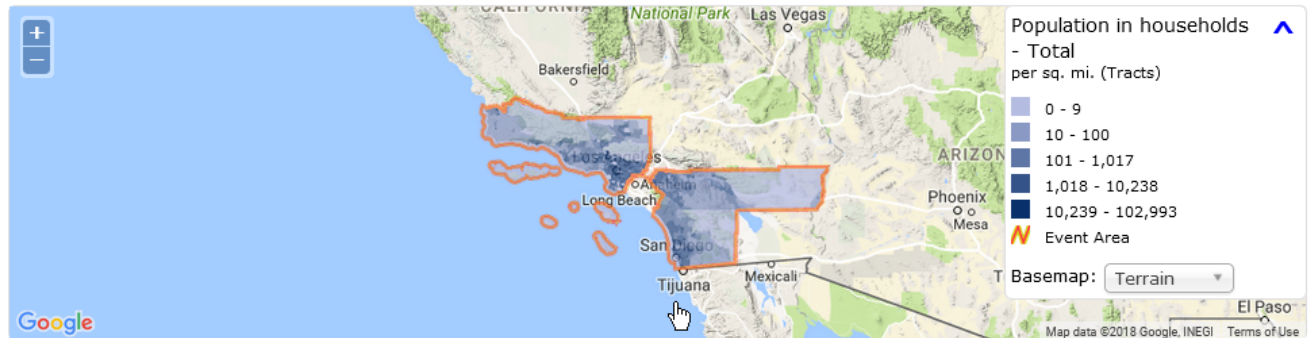 CALIFORNIA
National Park
Las Vegas
Bakersfield
Los Angeles
Anaheim
Long Beach
San Diego
Tijuana
Mexicali
ARIZON
Phoenix
Mesa
El Paso
+
−
Population in households
- Total
per sq. mi. (Tracts)
0 - 9
10 - 100
101 - 1,017
1,018 - 10,238
10,239 - 102,993
Event Area
Basemap: Terrain
Google
Map data ©2018 Google, INEGI Terms of Use